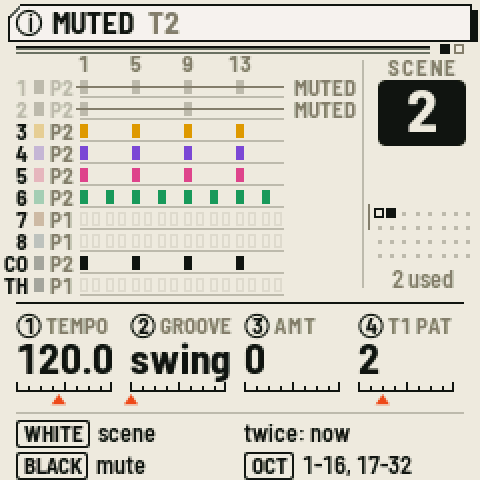 i MUTED T2
1 5 9 13 SCENE
1 P2 MUTED
2 P2 MUTED
2
3 P2
4 P2
5 P2
6 P2
7 P1
8 P1
CO P2
TH P1
2 used
1 TEMPO 2 GROOVE 3 AMT 4 T1 PAT
120.0 swing 0 2
WHITE scene twice: now
BLACK mute OCT 1-16, 17-32